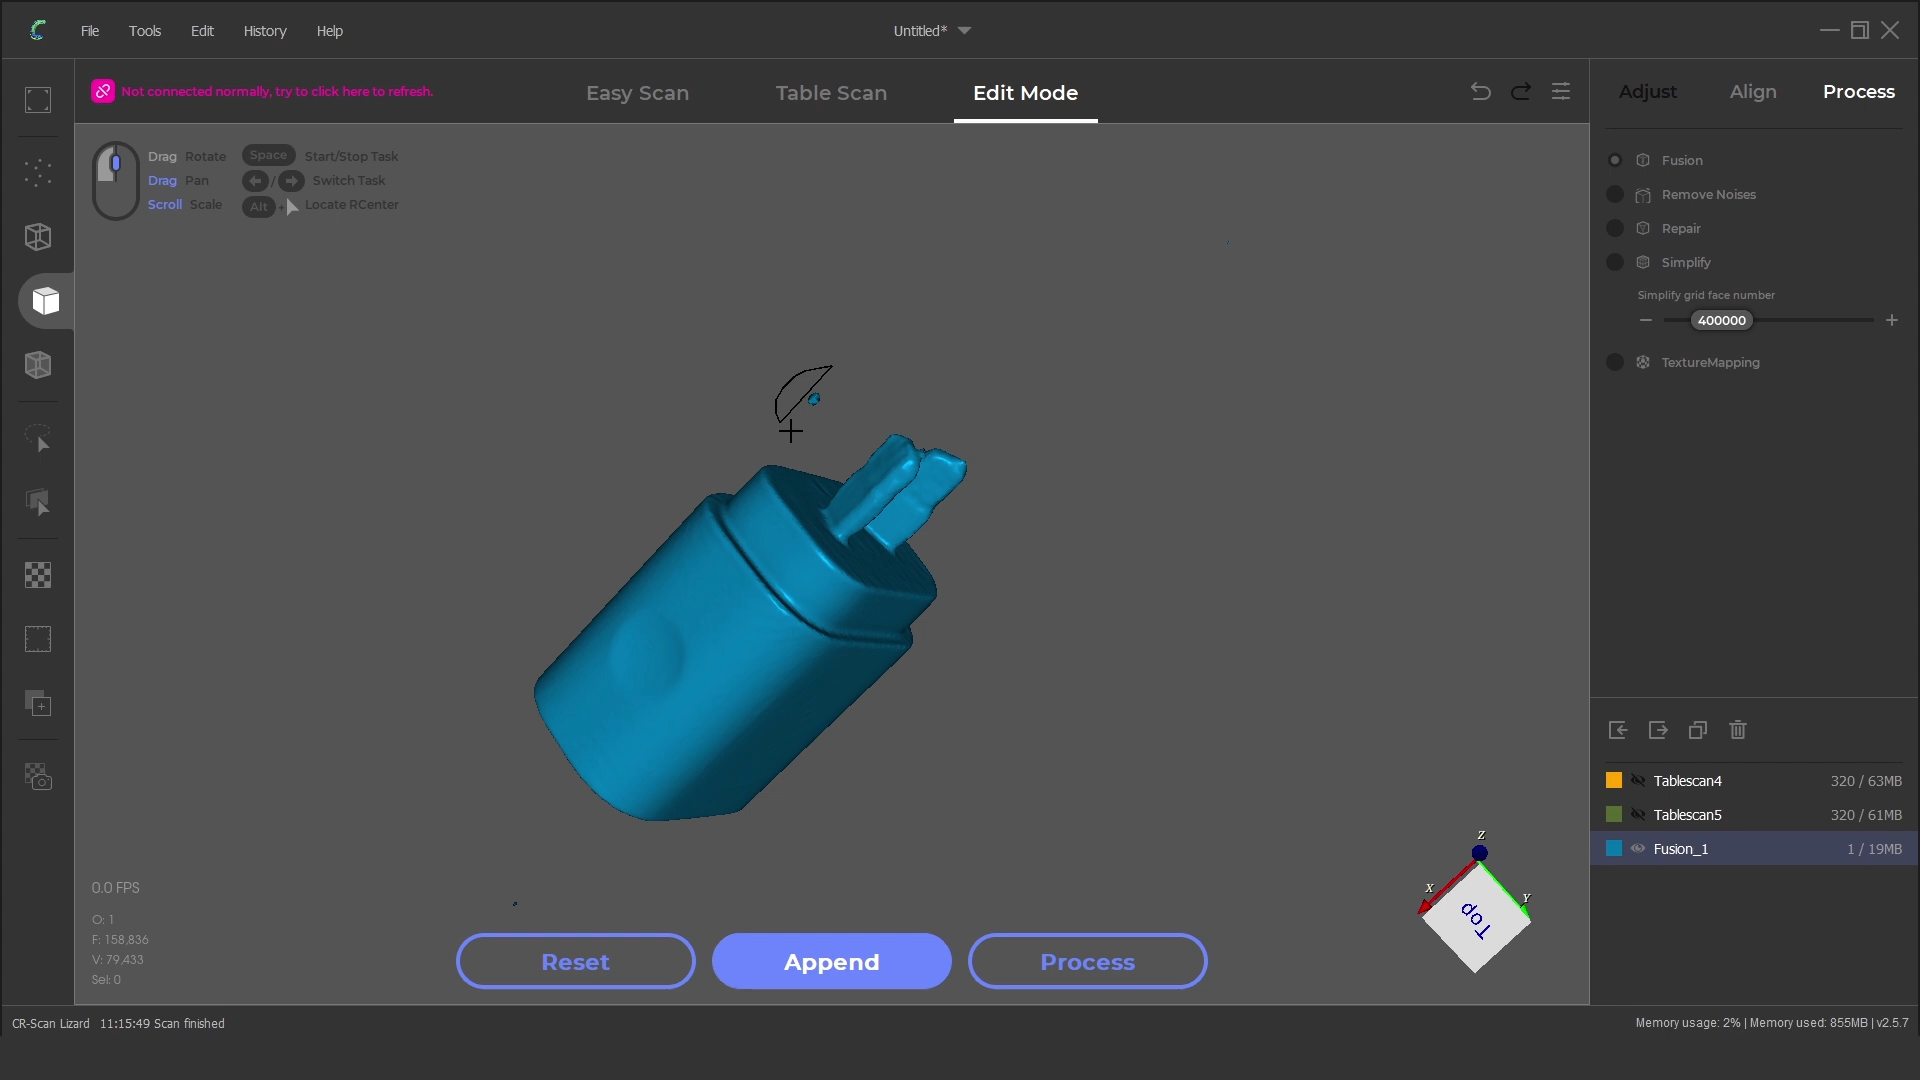 File Tools Edit History Help Untitled*
Not connected normally, try to click here to refresh. Easy Scan Table Scan Edit Mode Adjust Align Process
Drag Rotate Space Start/Stop Task
Drag Pan / Switch Task
Scroll Scale Alt + Locate RCenter
Fusion
Remove Noises
Repair
Simplify
Simplify grid face number
400000
TextureMapping
Tablescan4 320 / 63MB
Tablescan5 320 / 61MB
Fusion_1 1 / 19MB
Z
X
Y
Top
0.0 FPS
O: 1
F: 158,836
V: 79,433
Sel: 0
Reset Append Process
CR-Scan Lizard 11:15:49 Scan finished Memory usage: 2% | Memory used: 855MB | v2.5.7